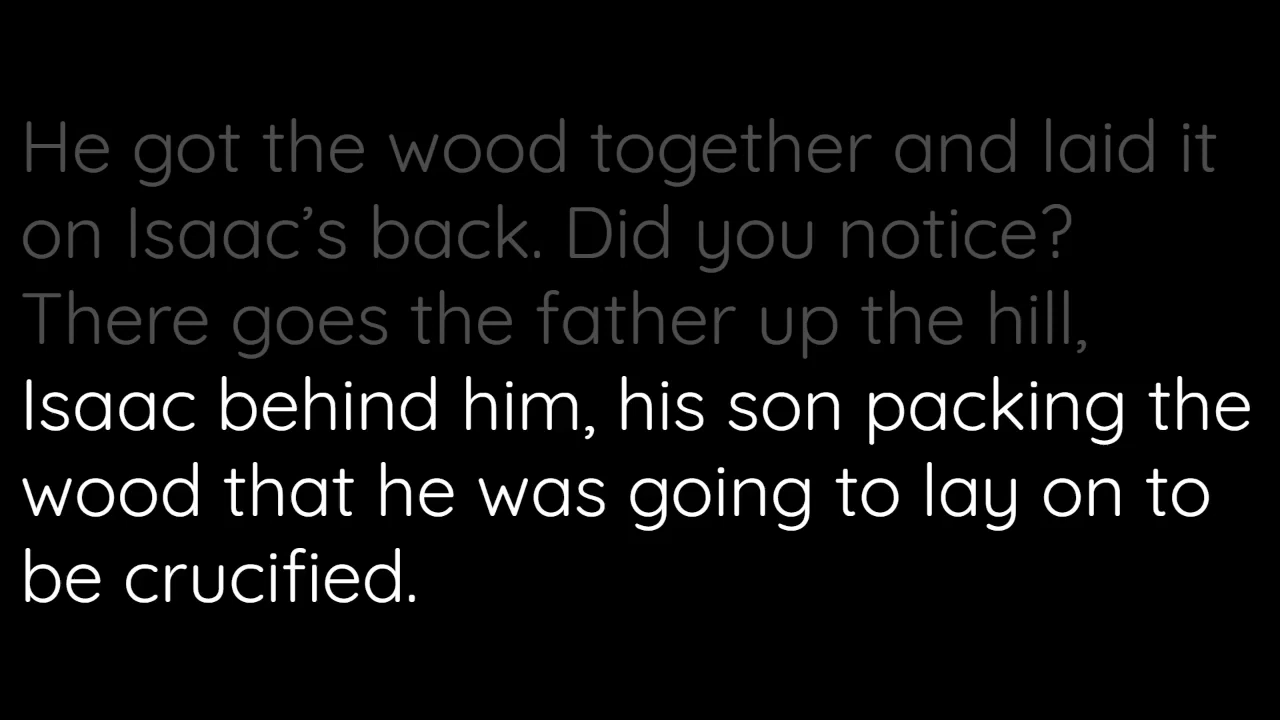 He got the wood together and laid it
on Isaac’s back. Did you notice?
There goes the father up the hill,
Isaac behind him, his son packing the
wood that he was going to lay on to
be crucified.